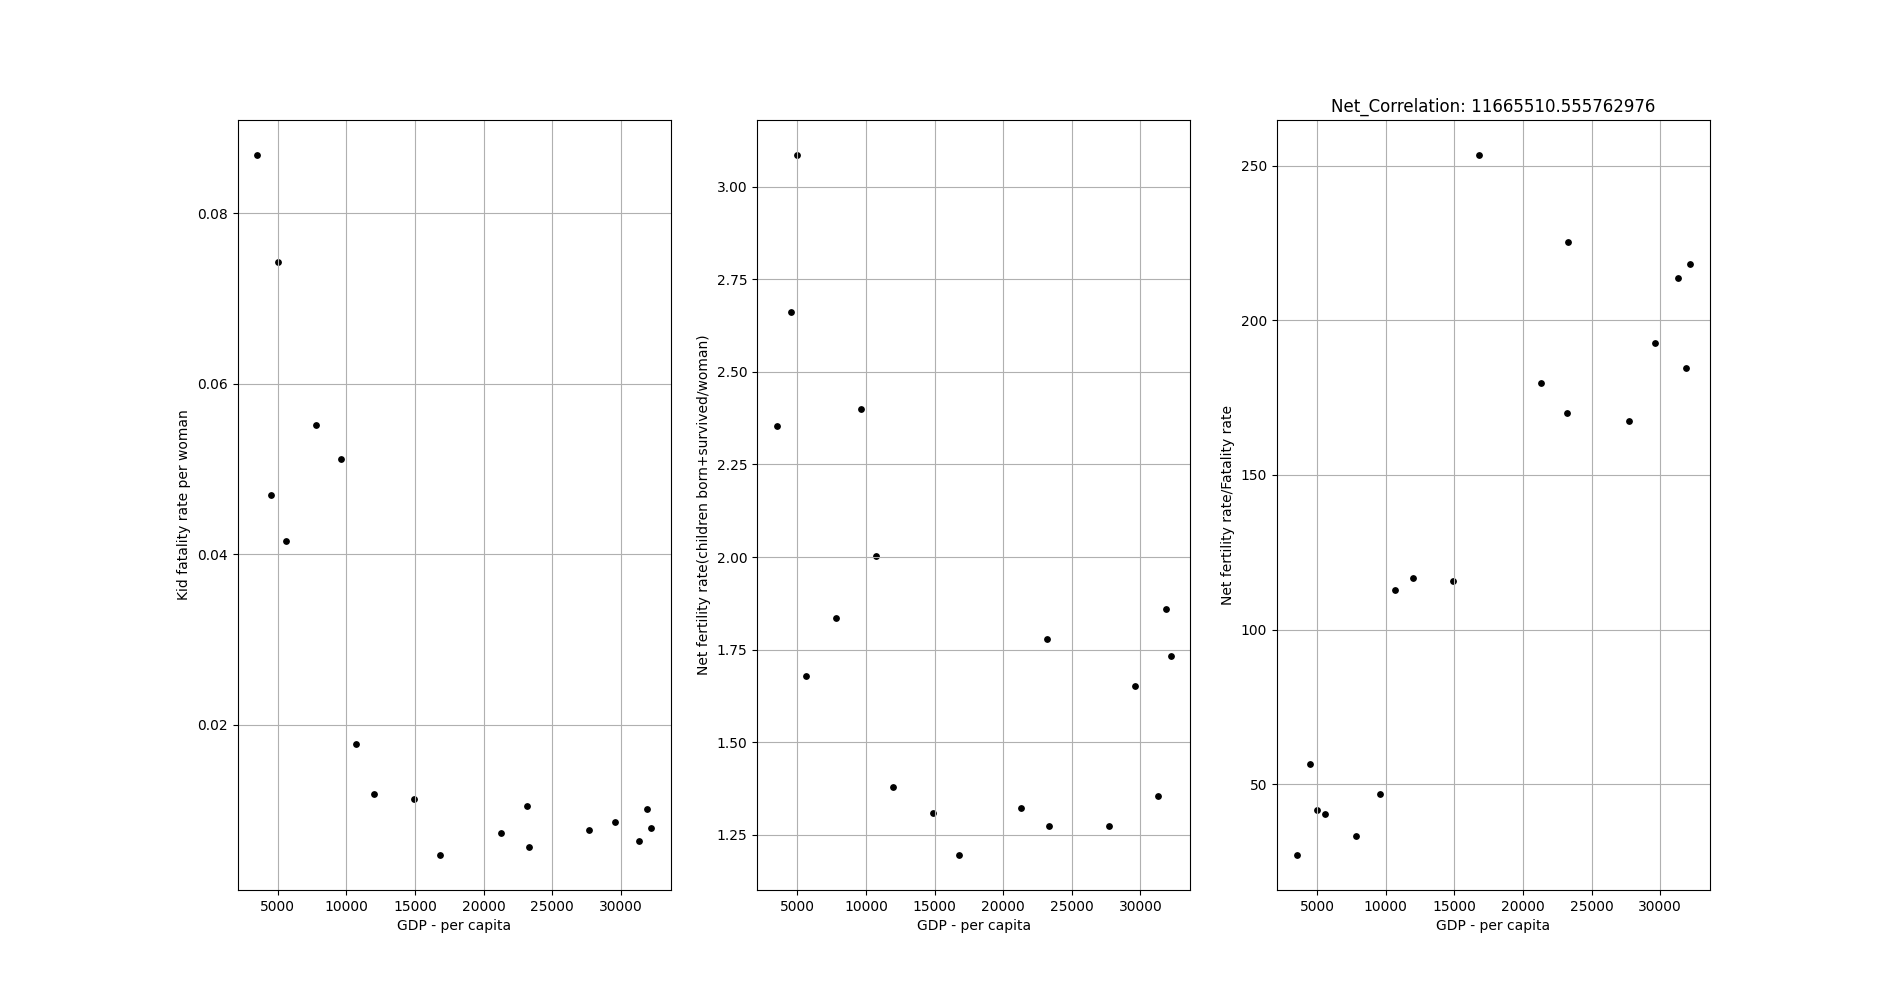 Net_Correlation: 11665510.555762976
Kid fatality rate per woman
0.08
0.06
0.04
0.02
5000 10000 15000 20000 25000 30000
GDP - per capita
Net fertility rate(children born+survived/woman)
3.00
2.75
2.50
2.25
2.00
1.75
1.50
1.25
5000 10000 15000 20000 25000 30000
GDP - per capita
Net fertility rate/Fatality rate
250
200
150
100
50
5000 10000 15000 20000 25000 30000
GDP - per capita